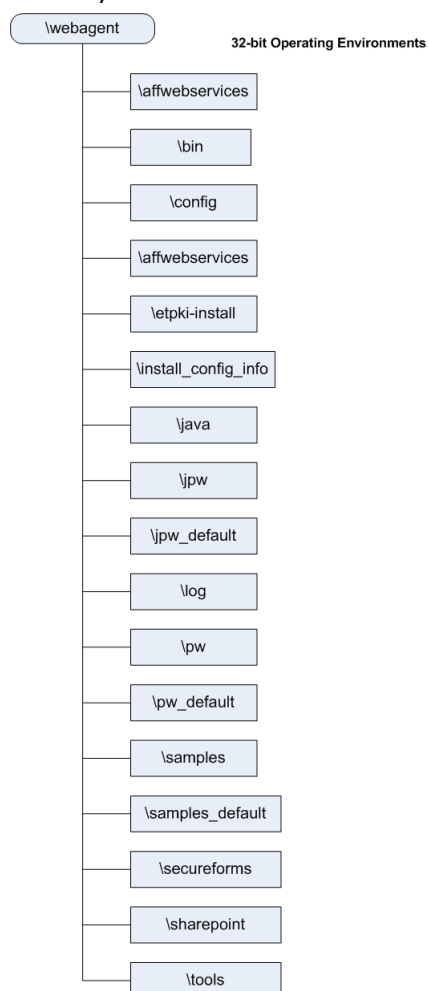 \webagent
32-bit Operating Environments
\affwebservices
\bin
\config
\affwebservices
\etpki-install
\install_config_info
\java
\jpw
\jpw_default
\log
\pw
\pw_default
\samples
\samples_default
\secureforms
\sharepoint
\tools